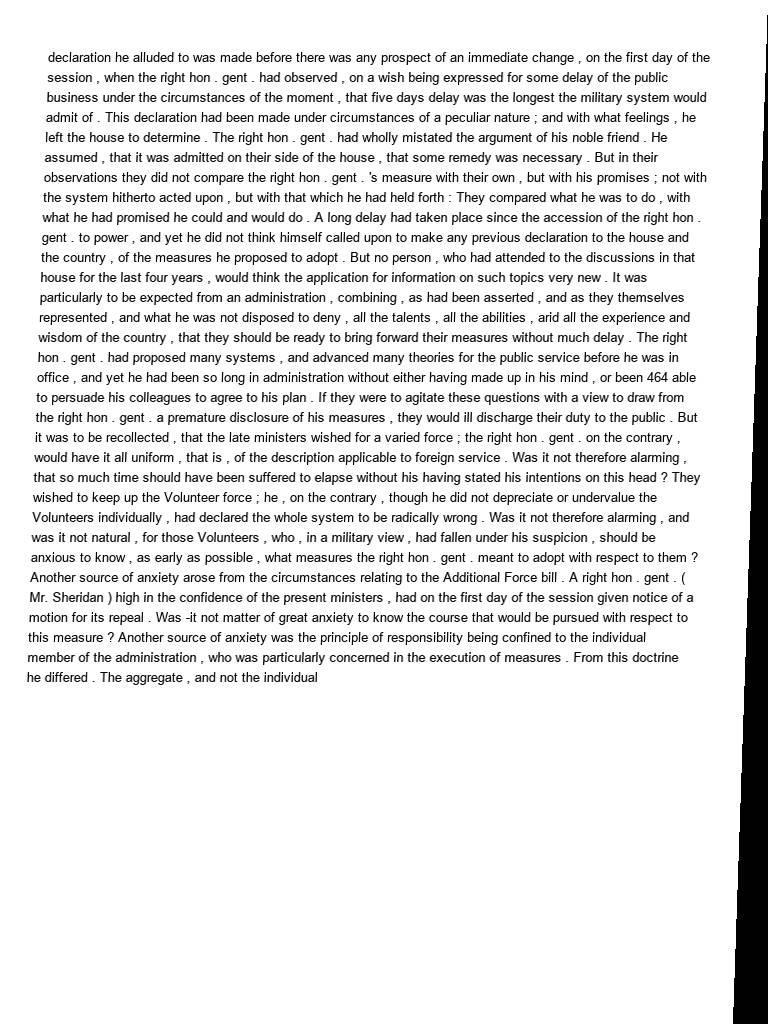 declaration he alluded to was made before there was any prospect of an immediate change , on the first day of the
session , when the right hon . gent . had observed , on a wish being expressed for some delay of the public
business under the circumstances of the moment , that five days delay was the longest the military system would
admit of . This declaration had been made under circumstances of a peculiar nature ; and with what feelings , he
left the house to determine . The right hon . gent . had wholly mistated the argument of his noble friend . He
assumed , that it was admitted on their side of the house , that some remedy was necessary . But in their
observations they did not compare the right hon . gent . 's measure with their own , but with his promises ; not with
the system hitherto acted upon , but with that which he had held forth : They compared what he was to do , with
what he had promised he could and would do . A long delay had taken place since the accession of the right hon .
gent . to power , and yet he did not think himself called upon to make any previous declaration to the house and
the country , of the measures he proposed to adopt . But no person , who had attended to the discussions in that
house for the last four years , would think the application for information on such topics very new . It was
particularly to be expected from an administration , combining , as had been asserted , and as they themselves
represented , and what he was not disposed to deny , all the talents , all the abilities , arid all the experience and
wisdom of the country , that they should be ready to bring forward their measures without much delay . The right
hon . gent . had proposed many systems , and advanced many theories for the public service before he was in
office , and yet he had been so long in administration without either having made up in his mind , or been 464 able
to persuade his colleagues to agree to his plan . If they were to agitate these questions with a view to draw from
the right hon . gent . a premature disclosure of his measures , they would ill discharge their duty to the public . But
it was to be recollected , that the late ministers wished for a varied force ; the right hon . gent . on the contrary ,
would have it all uniform , that is , of the description applicable to foreign service . Was it not therefore alarming ,
that so much time should have been suffered to elapse without his having stated his intentions on this head ? They
wished to keep up the Volunteer force ; he , on the contrary , though he did not depreciate or undervalue the
Volunteers individually , had declared the whole system to be radically wrong . Was it not therefore alarming , and
was it not natural , for those Volunteers , who , in a military view , had fallen under his suspicion , should be
anxious to know , as early as possible , what measures the right hon . gent . meant to adopt with respect to them ?
Another source of anxiety arose from the circumstances relating to the Additional Force bill . A right hon . gent . (
Mr. Sheridan ) high in the confidence of the present ministers , had on the first day of the session given notice of a
motion for its repeal . Was -it not matter of great anxiety to know the course that would be pursued with respect to
this measure ? Another source of anxiety was the principle of responsibility being confined to the individual
member of the administration , who was particularly concerned in the execution of measures . From this doctrine
he differed . The aggregate , and not the individual